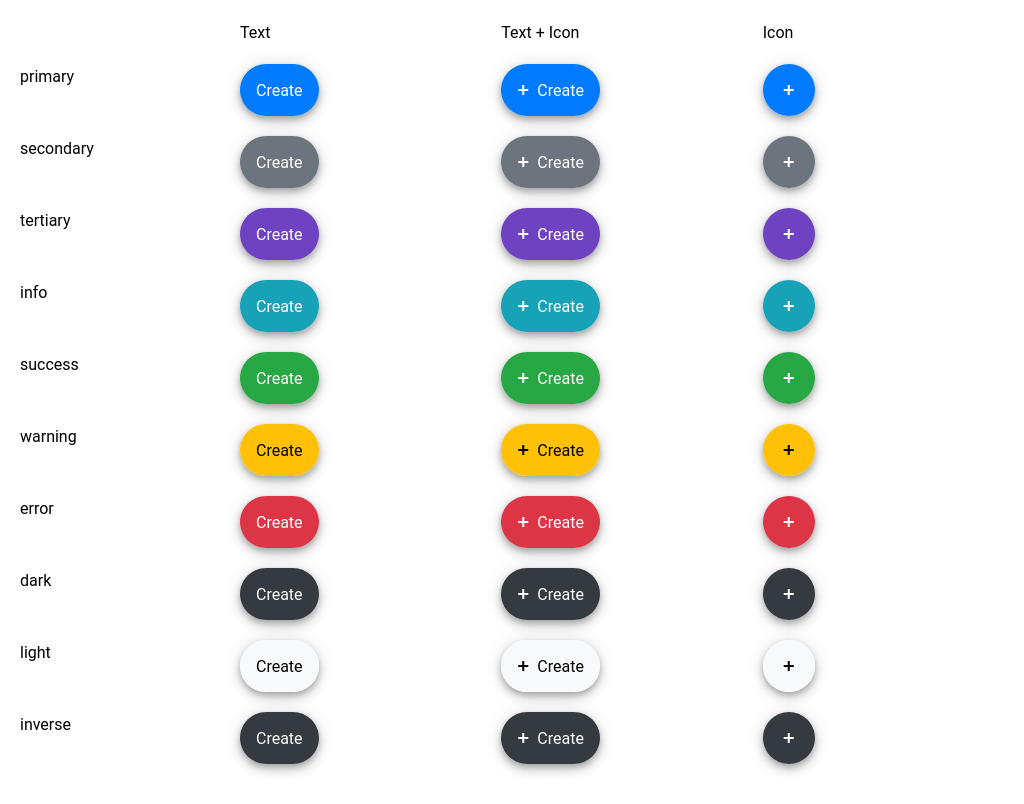 Text Text + Icon Icon
primary Create + Create +
secondary Create + Create +
tertiary Create + Create +
info Create + Create +
success Create + Create +
warning Create + Create +
error Create + Create +
dark Create + Create +
light Create + Create +
inverse Create + Create +